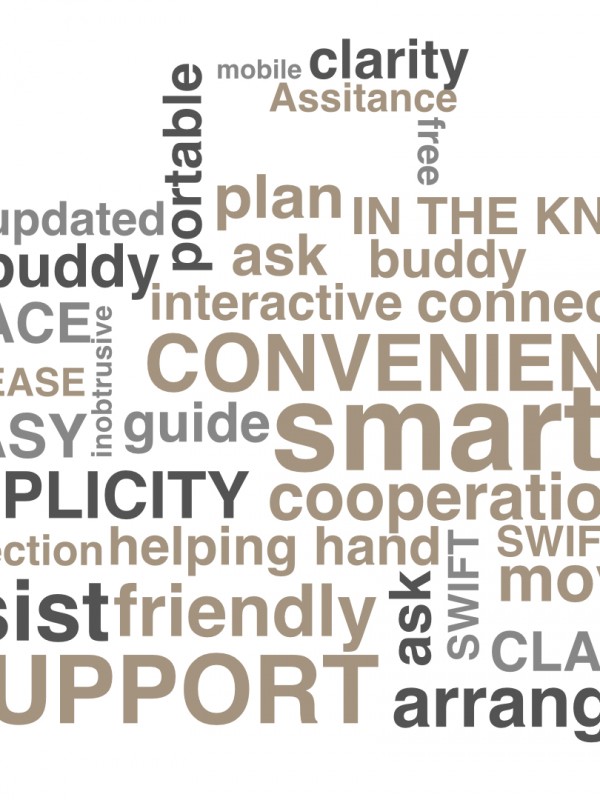 mobile clarity
Assitance
portable
free
plan
IN THE KN
updated
buddy
ask
buddy
interactive connec
ACE
inobtrusive
CONVENIEN
EASE
ASY
guide
smart
PLICITY
cooperatio
ection
helping hand
SWIF
SWIFT
mov
sist
friendly
ask
CLA
UPPORT
arrang